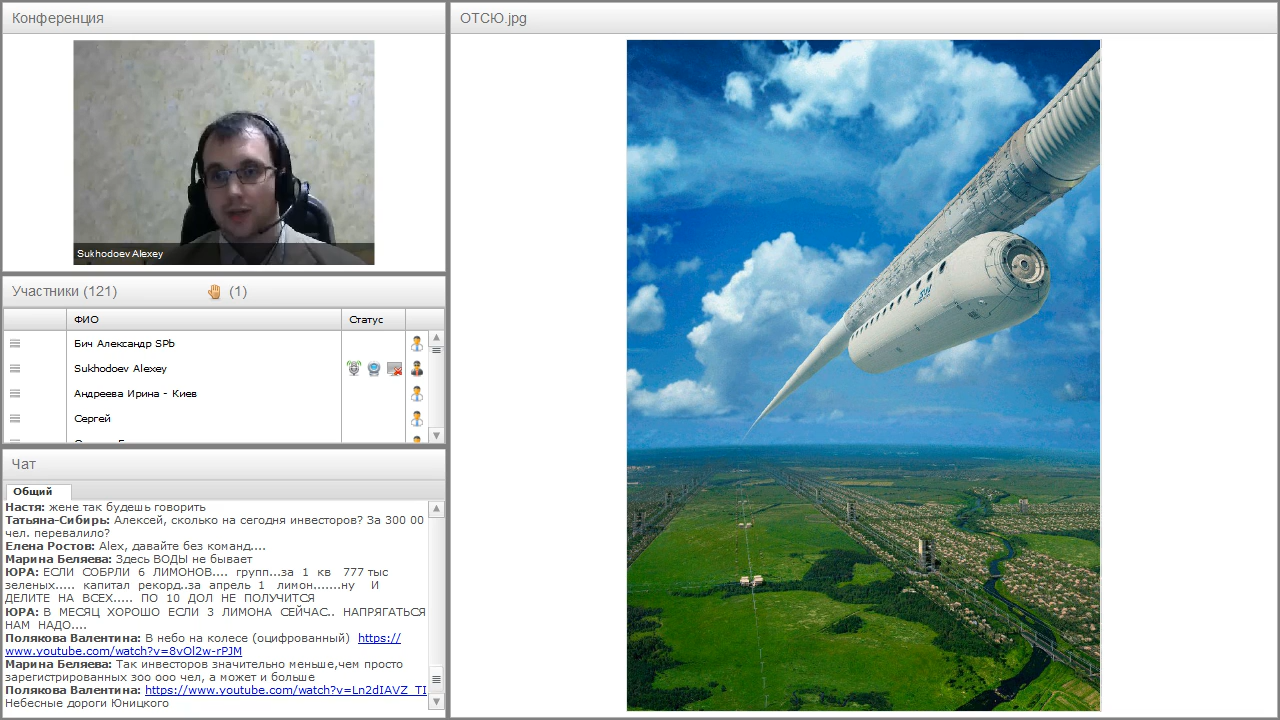 Конференция
Sukhodoev Alexey
Участники (121)
(1)
ФИО
Статус
Бич Александр SPb
Sukhodoev Alexey
Андреева Ирина - Киев
Сергей
Чат
Общий
Настя: жене так будешь говорить
Татьяна-Сибирь: Алексей, сколько на сегодня инвесторов? За 300 00
чел. перевалило?
Елена Ростов: Alex, давайте без команд....
Марина Беляева: Здесь ВОДЫ не бывает
ЮРА: ЕСЛИ СОБРЛИ 6 ЛИМОНОВ.... групп...за 1 кв 777 тыс
зеленых.... капитал рекорд..за апрель 1 лимон.......ну И
ДЕЛИТЕ НА ВСЕХ..... ПО 10 ДОЛ НЕ ПОЛУЧИТСЯ
ЮРА: В МЕСЯЦ ХОРОШО ЕСЛИ 3 ЛИМОНА СЕЙЧАС.. НАПРЯГАТЬСЯ
НАМ НАДО....
Полякова Валентина: В небо на колесе (оцифрованный) https://
www.youtube.com/watch?v=8vOl2w-rPJM
Марина Беляева: Так инвесторов значительно меньше,чем просто
зарегистрированных зоо ооо чел, а может и больше
Полякова Валентина: https://www.youtube.com/watch?v=Ln2dIAVZ_TI
Небесные дороги Юницкого
ОТСЮ.jpg